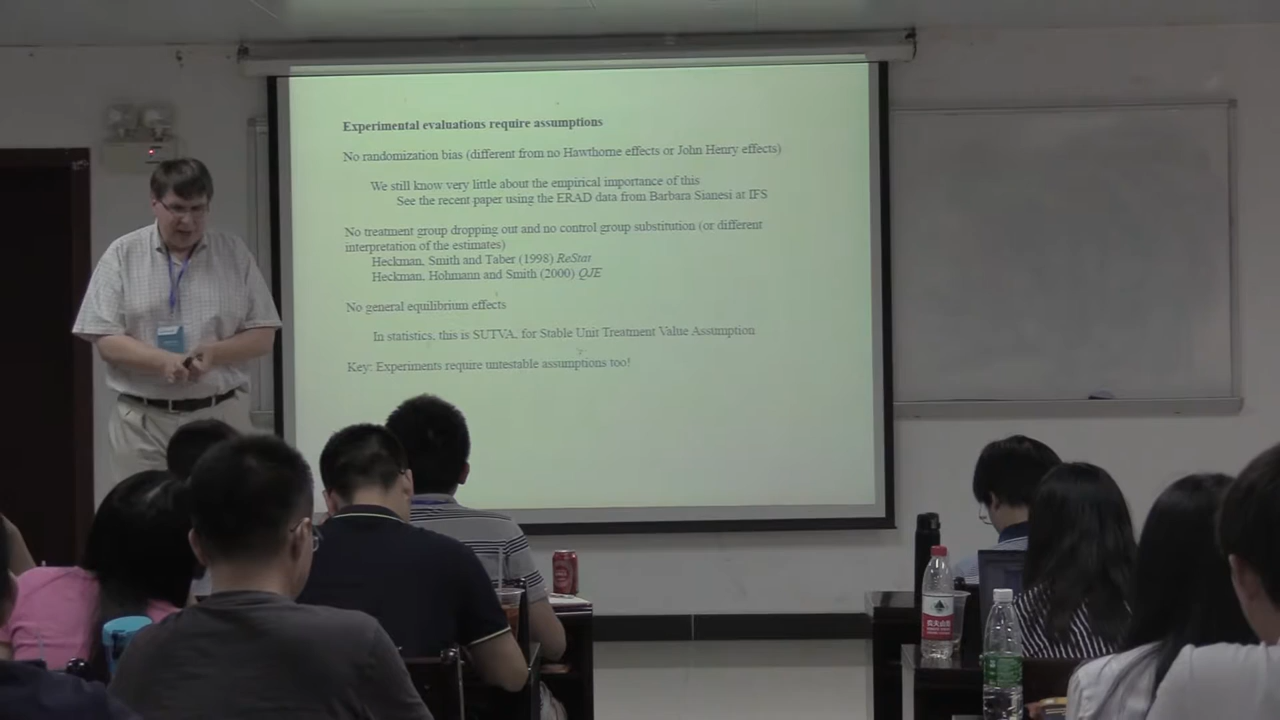 Experimental evaluations require assumptions
No randomization bias (different from no Hawthorne effects or John Henry effects)
We still know very little about the empirical importance of this
See the recent paper using the ERAD data from Barbara Sianesi at IFS
No treatment group dropping out and no control group substitution (or different
interpretation of the estimates)
Heckman, Smith and Taber (1998) ReStat
Heckman, Hohmann and Smith (2000) QJE
No general equilibrium effects
In statistics, this is SUTVA, for Stable Unit Treatment Value Assumption
Key: Experiments require untestable assumptions too!
农夫山泉